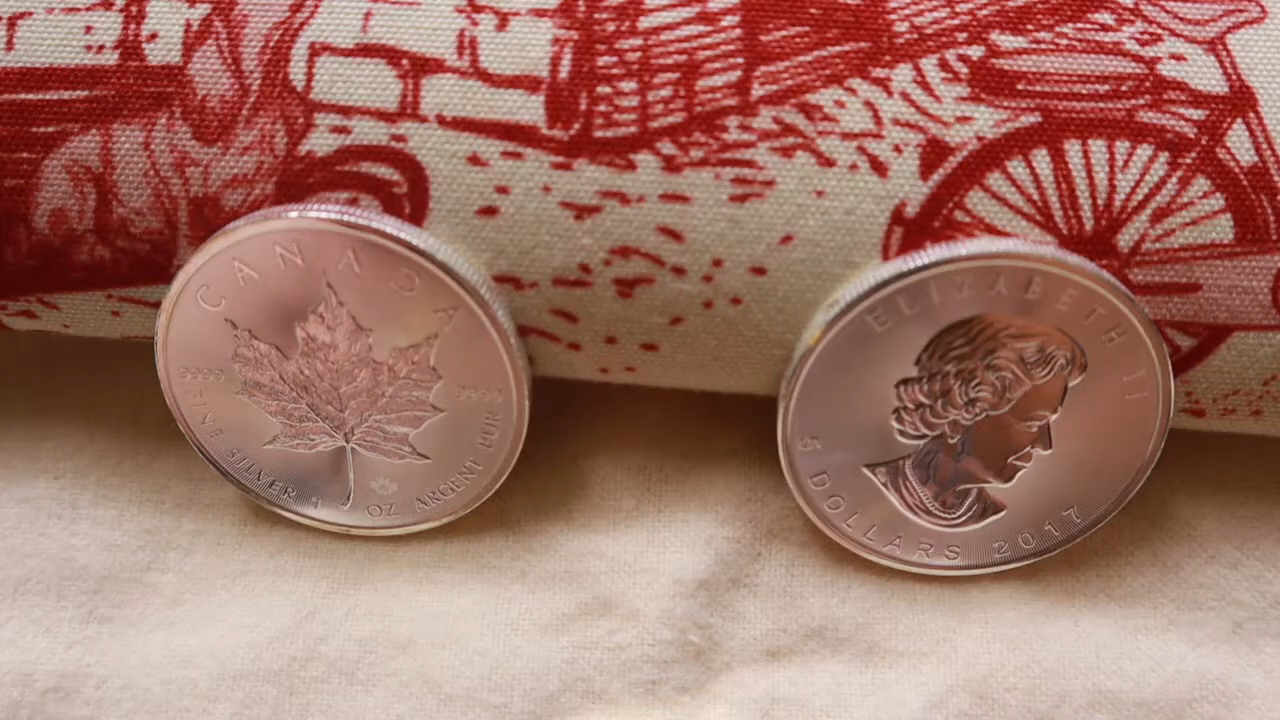 CANADA
9999
9999
FINE SILVER 1 OZ ARGENT PUR
ELIZABETH II
5 DOLLARS 2017